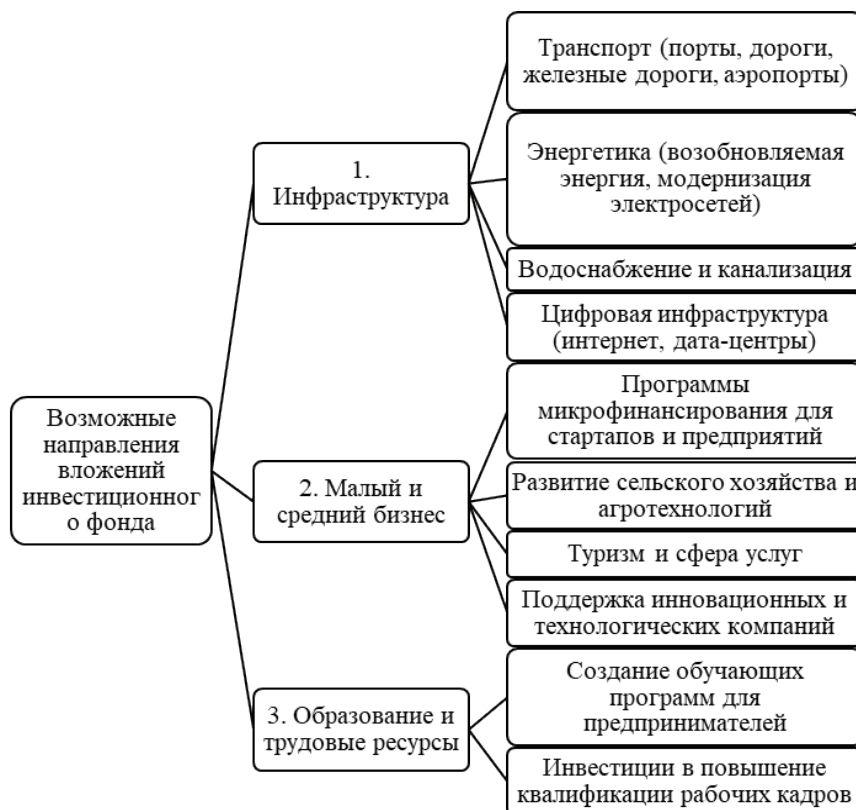 Возможные
направления
вложений
инвестиционног
о фонда
1.
Инфраструктура
Транспорт (порты, дороги,
железные дороги, аэропорты)
Энергетика (возобновляемая
энергия, модернизация
электросетей)
Водоснабжение и канализация
Цифровая инфраструктура
(интернет, дата-центры)
2. Малый и
средний бизнес
Программы
микрофинансирования для
стартапов и предприятий
Развитие сельского хозяйства и
агротехнологий
Туризм и сфера услуг
Поддержка инновационных и
технологических компаний
3. Образование и
трудовые ресурсы
Создание обучающих
программ для
предпринимателей
Инвестиции в повышение
квалификации рабочих кадров